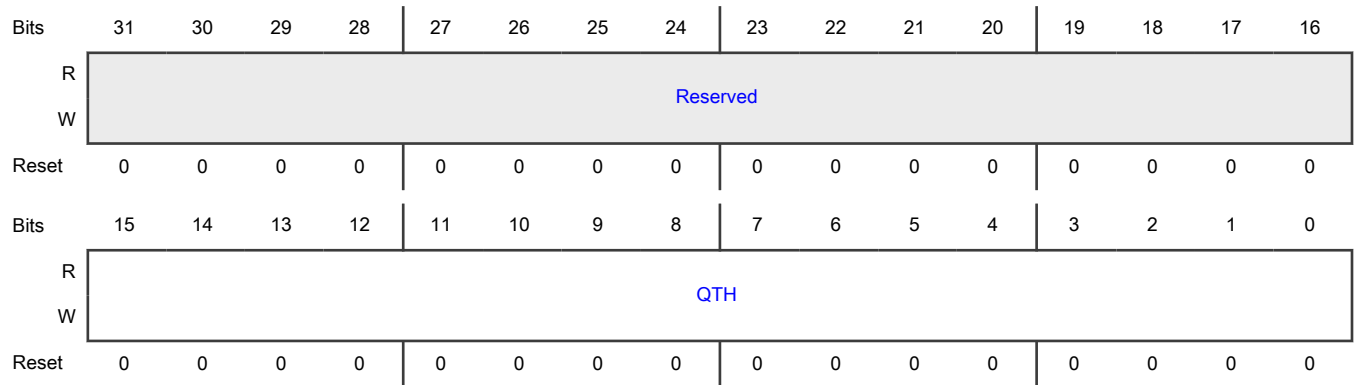 Bits 31 30 29 28 27 26 25 24 23 22 21 20 19 18 17 16
R
Reserved
W
Reset 0 0 0 0 0 0 0 0 0 0 0 0 0 0 0 0
Bits 15 14 13 12 11 10 9 8 7 6 5 4 3 2 1 0
R
QTH
W
Reset 0 0 0 0 0 0 0 0 0 0 0 0 0 0 0 0